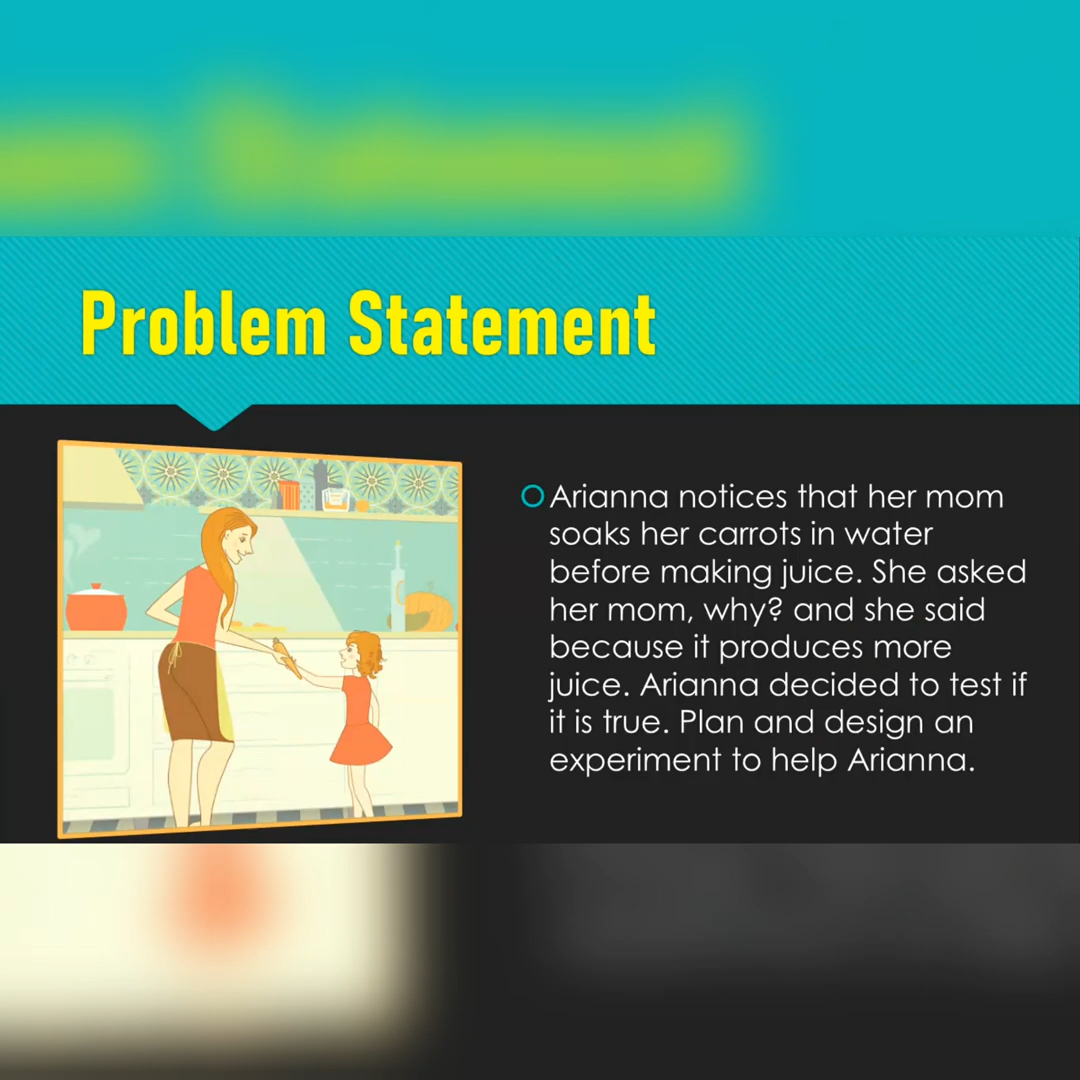 Problem Statement
Arianna notices that her mom
soaks her carrots in water
before making juice. She asked
her mom, why? and she said
because it produces more
juice. Arianna decided to test if
it is true. Plan and design an
experiment to help Arianna.